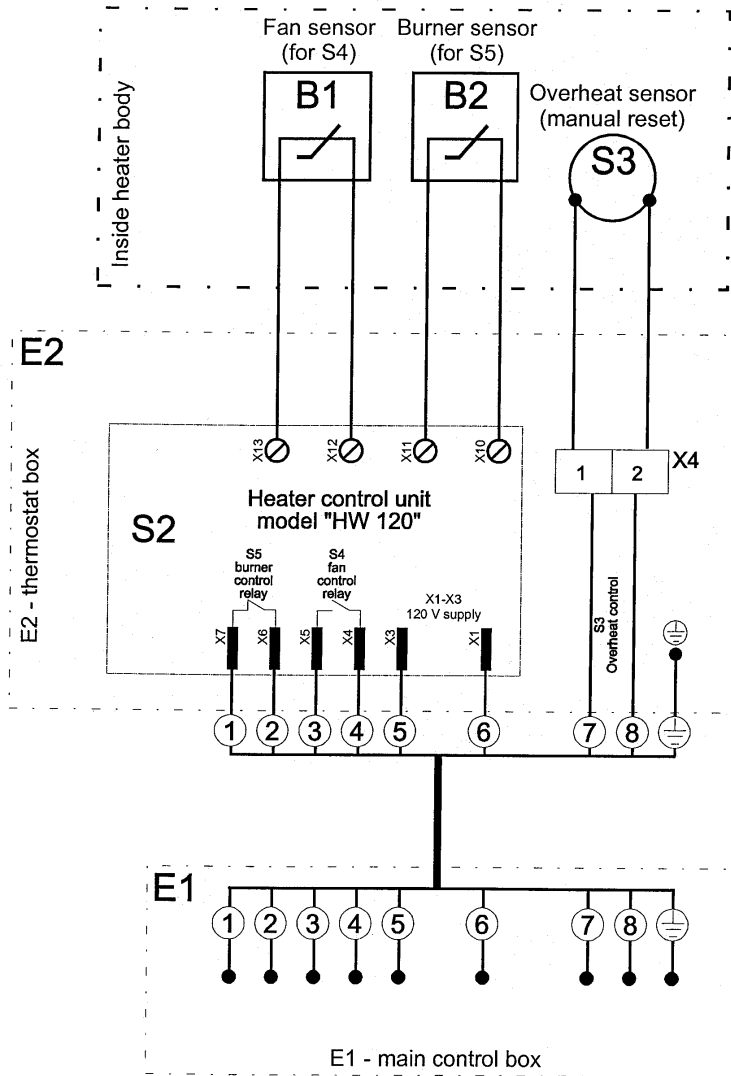 Fan sensor
(for S4)
Burner sensor
(for S5)
B1
B2
Overheat sensor
(manual reset)
S3
Inside heater body
E2
E2 - thermostat box
X13
X12
X11
X10
1
2
X4
Heater control unit
model "HW 120"
S2
S5
burner
control
relay
S4
fan
control
relay
X1-X3
120 V supply
X7
X6
X5
X4
X3
X1
S3
Overheat control
1
2
3
4
5
6
7
8
E1
1
2
3
4
5
6
7
8
E1 - main control box